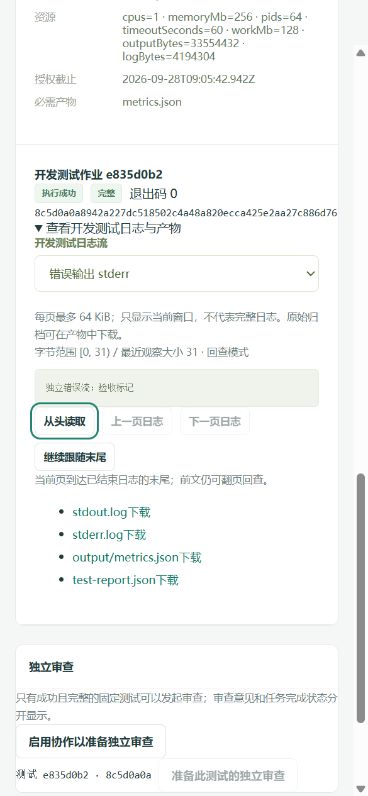 资源
cpus=1 · memoryMb=256 · pids=64 ·
timeoutSeconds=60 · workMb=128 ·
outputBytes=33554432 ·
logBytes=4194304
授权截止
2026-09-28T09:05:42.942Z
必需产物
metrics.json
开发测试作业 e835d0b2
执行成功 完整 退出码 0
8c5d0a0a8942a227dc518502c4a48a820ecca425e2aa27c886d76
▼ 查看开发测试日志与产物
开发测试日志流
错误输出 stderr
每页最多 64 KiB；只显示当前窗口，不代表完整日志。原始归
档可在产物中下载。
字节范围 [0, 31) / 最近观察大小 31 · 回查模式
独立错误流：验收标记
从头读取 上一页日志 下一页日志
继续跟随末尾
当前页到达已结束日志的末尾；前文仍可翻页回查。
• stdout.log下载
• stderr.log下载
• output/metrics.json下载
• test-report.json下载
独立审查
只有成功且完整的固定测试可以发起审查；审查意见和任务完成状态分
开显示。
启用协作以准备独立审查
测试 e835d0b2 · 8c5d0a0a 准备此测试的独立审查